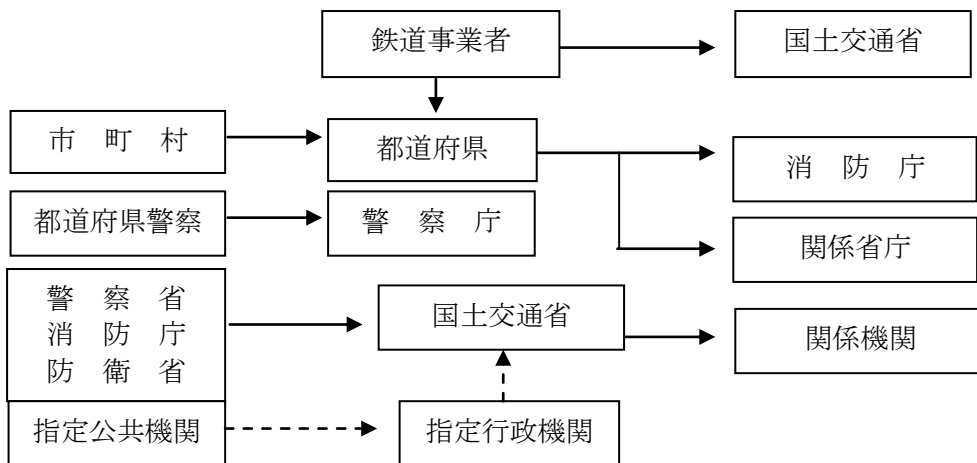 鉄道事業者
国土交通省
市 町 村
都道府県
消 防 庁
都道府県警察
警 察 庁
関係省庁
警 察 省
消 防 庁
防 衛 省
国土交通省
関係機関
指定公共機関
指定行政機関